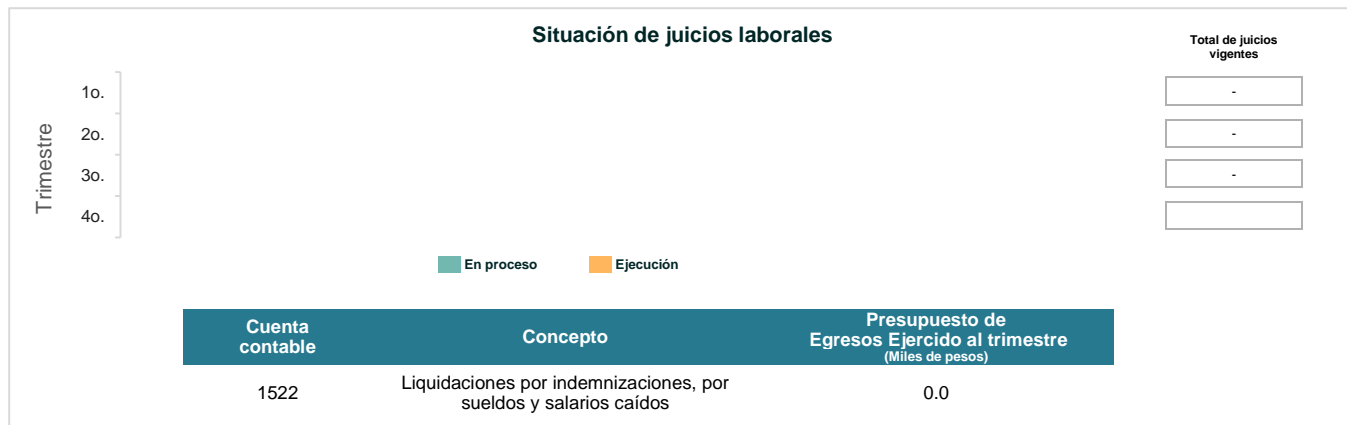 Situación de juicios laborales
Total de juicios
vigentes
Trimestre
1o.
-
2o.
-
3o.
-
4o.
En proceso
Ejecución
Cuenta
contable
Concepto
Presupuesto de
Egresos Ejercido al trimestre
(Miles de pesos)
1522
Liquidaciones por indemnizaciones, por
sueldos y salarios caídos
0.0